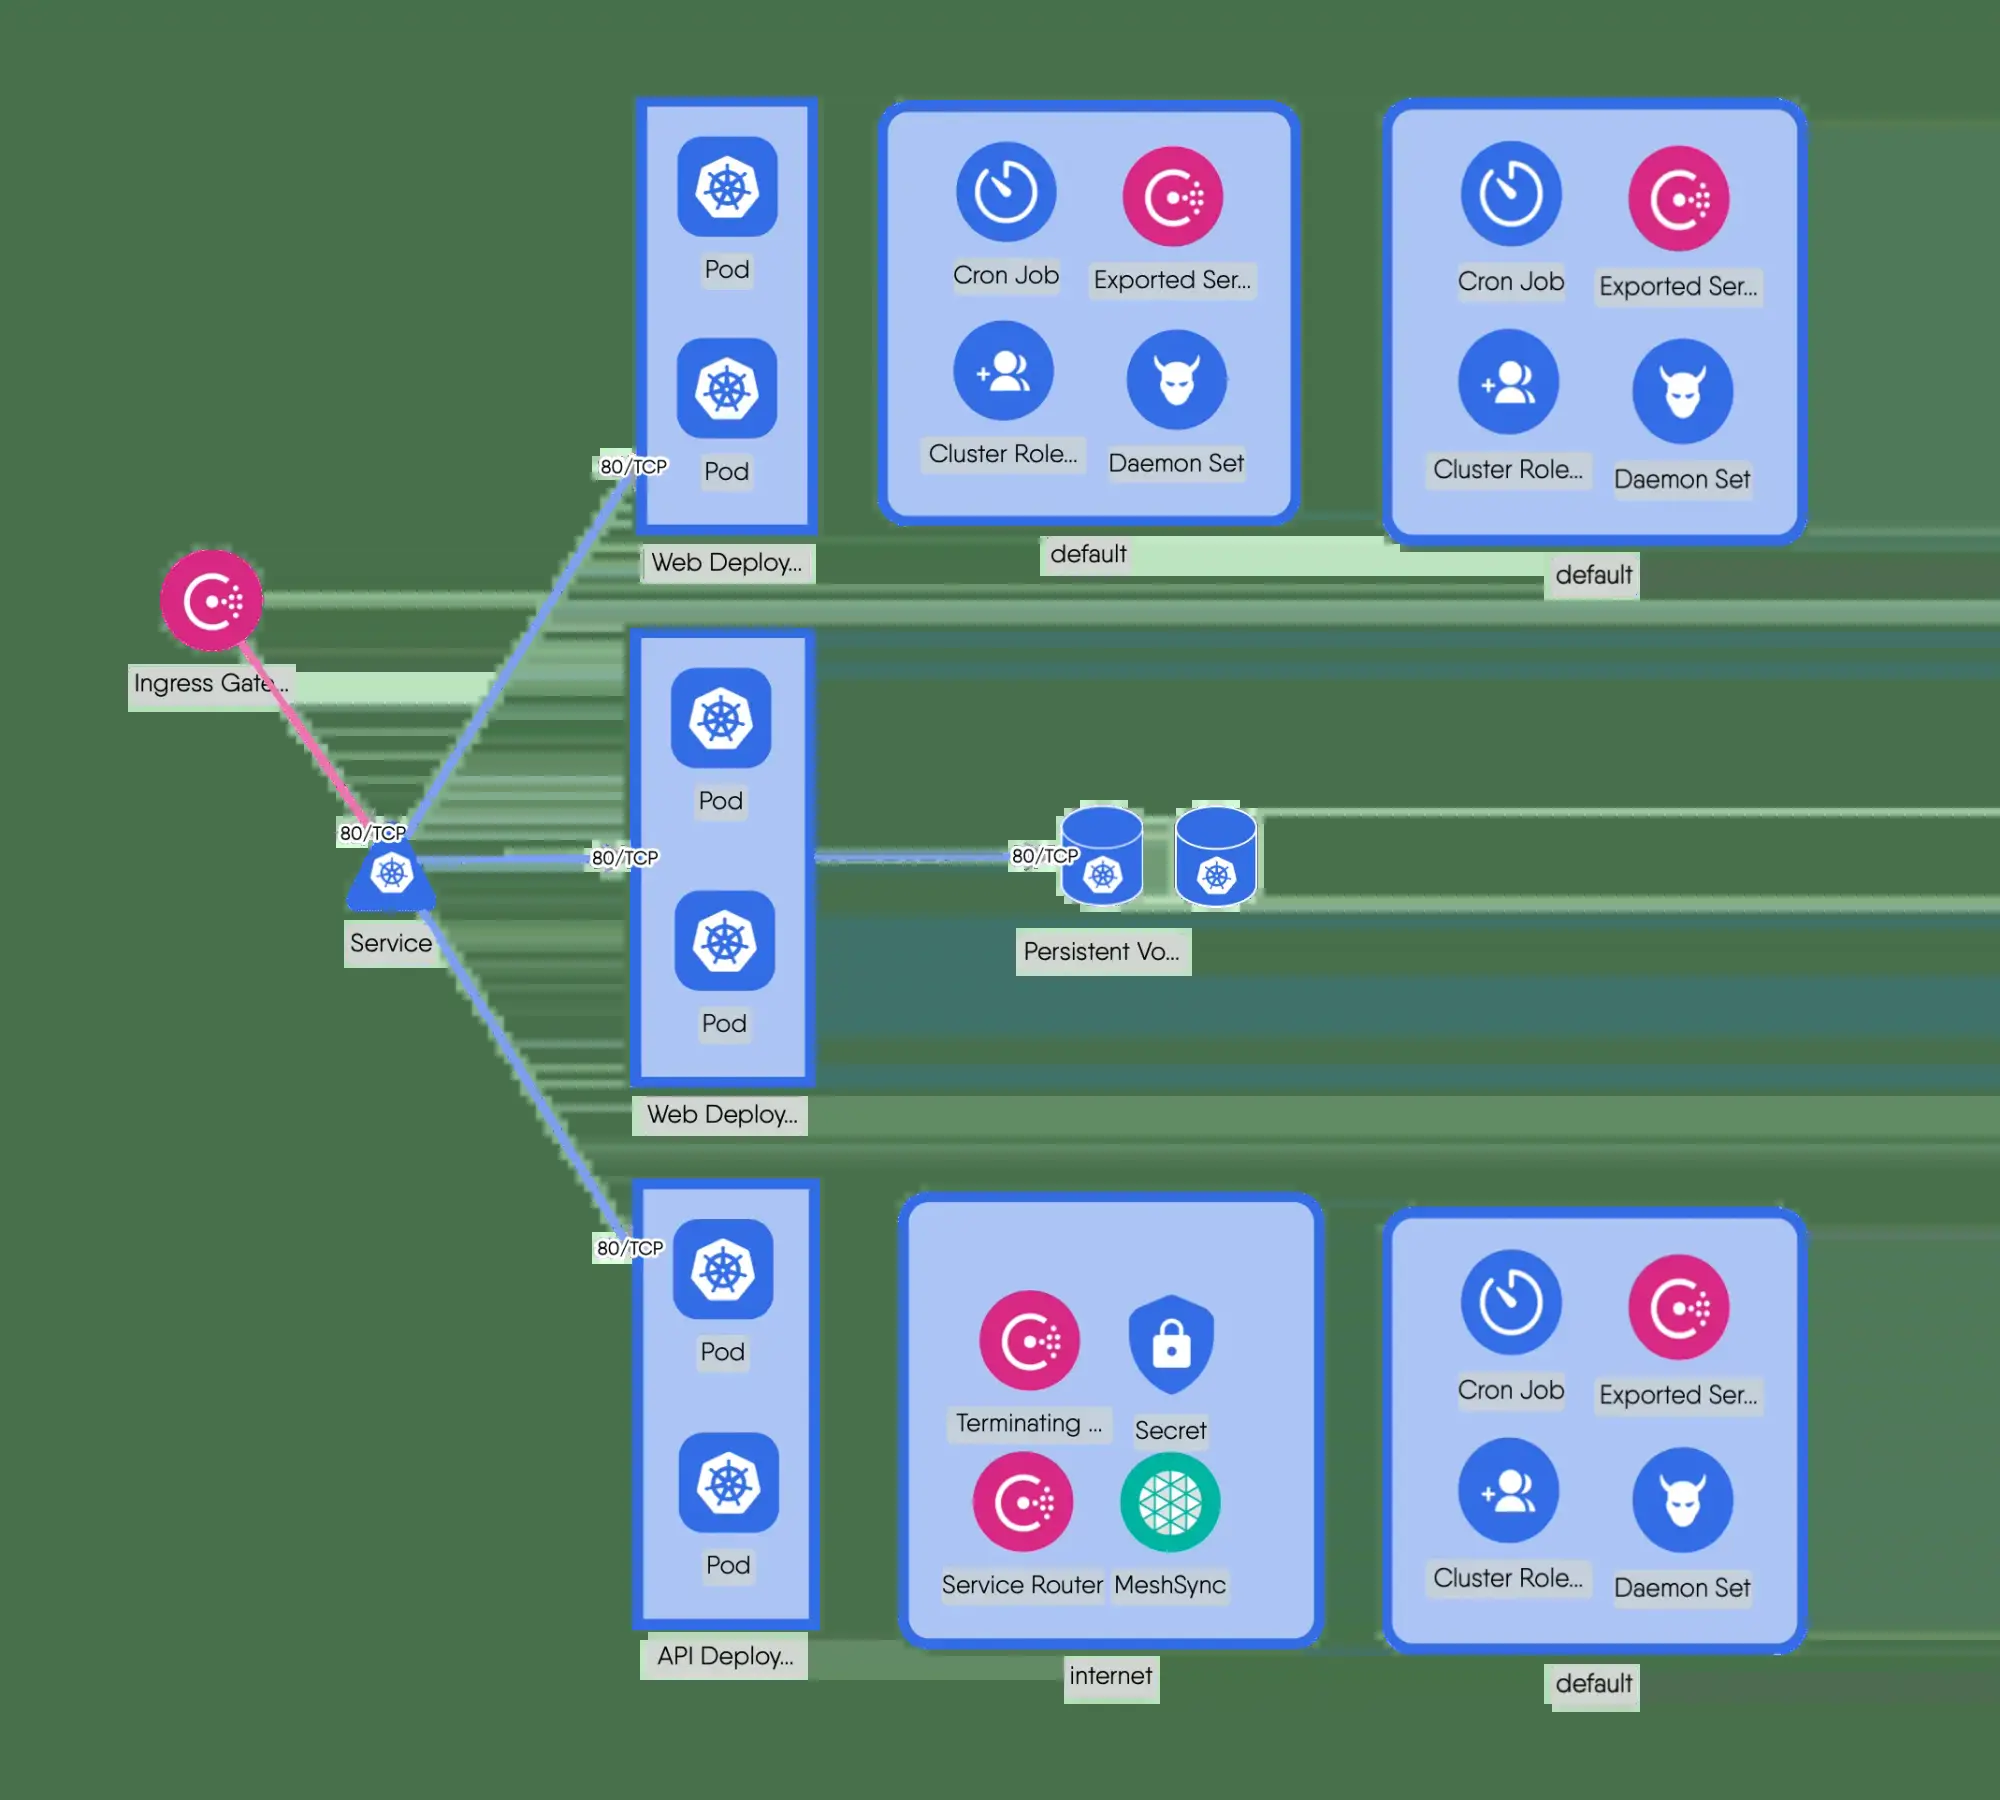 Pod
Pod
80/TCP
Web Deploy...
Cron Job
Exported Ser...
Cluster Role...
Daemon Set
default
Cron Job
Exported Ser...
Cluster Role...
Daemon Set
default
Ingress Gate...
80/TCP
Service
80/TCP
Pod
Pod
Web Deploy...
80/TCP
Persistent Vo...
80/TCP
Pod
Pod
API Deploy...
Terminating ...
Secret
Service Router
MeshSync
internet
Cron Job
Exported Ser...
Cluster Role...
Daemon Set
default